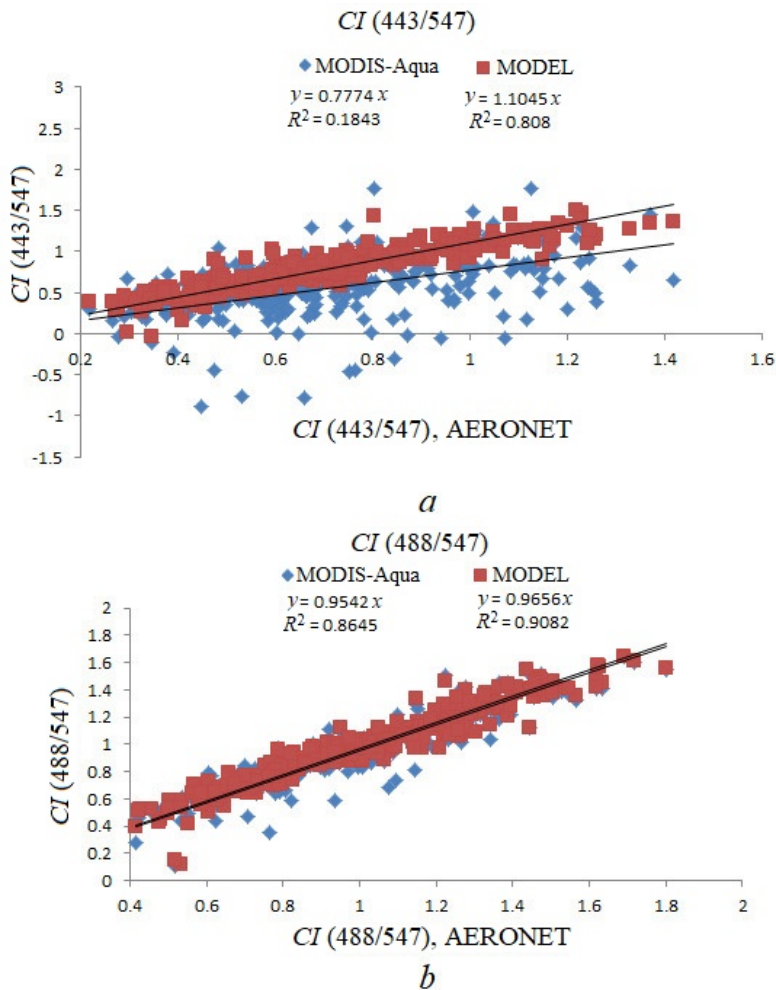 CI (443/547)
MODIS-Aqua MODEL
y = 0.7774 x y = 1.1045 x
R² = 0.1843 R² = 0.808
3
2.5
2
1.5
1
0.5
0
-0.5
-1
-1.5
CI (443/547)
0.2 0.4 0.6 0.8 1 1.2 1.4 1.6
CI (443/547), AERONET
a
CI (488/547)
MODIS-Aqua MODEL
y = 0.9542 x y = 0.9656x
R² = 0.8645 R² = 0.9082
2
1.8
1.6
1.4
1.2
1
0.8
0.6
0.4
0.2
0
CI (488/547)
0.4 0.6 0.8 1 1.2 1.4 1.6 1.8 2
CI (488/547), AERONET
b